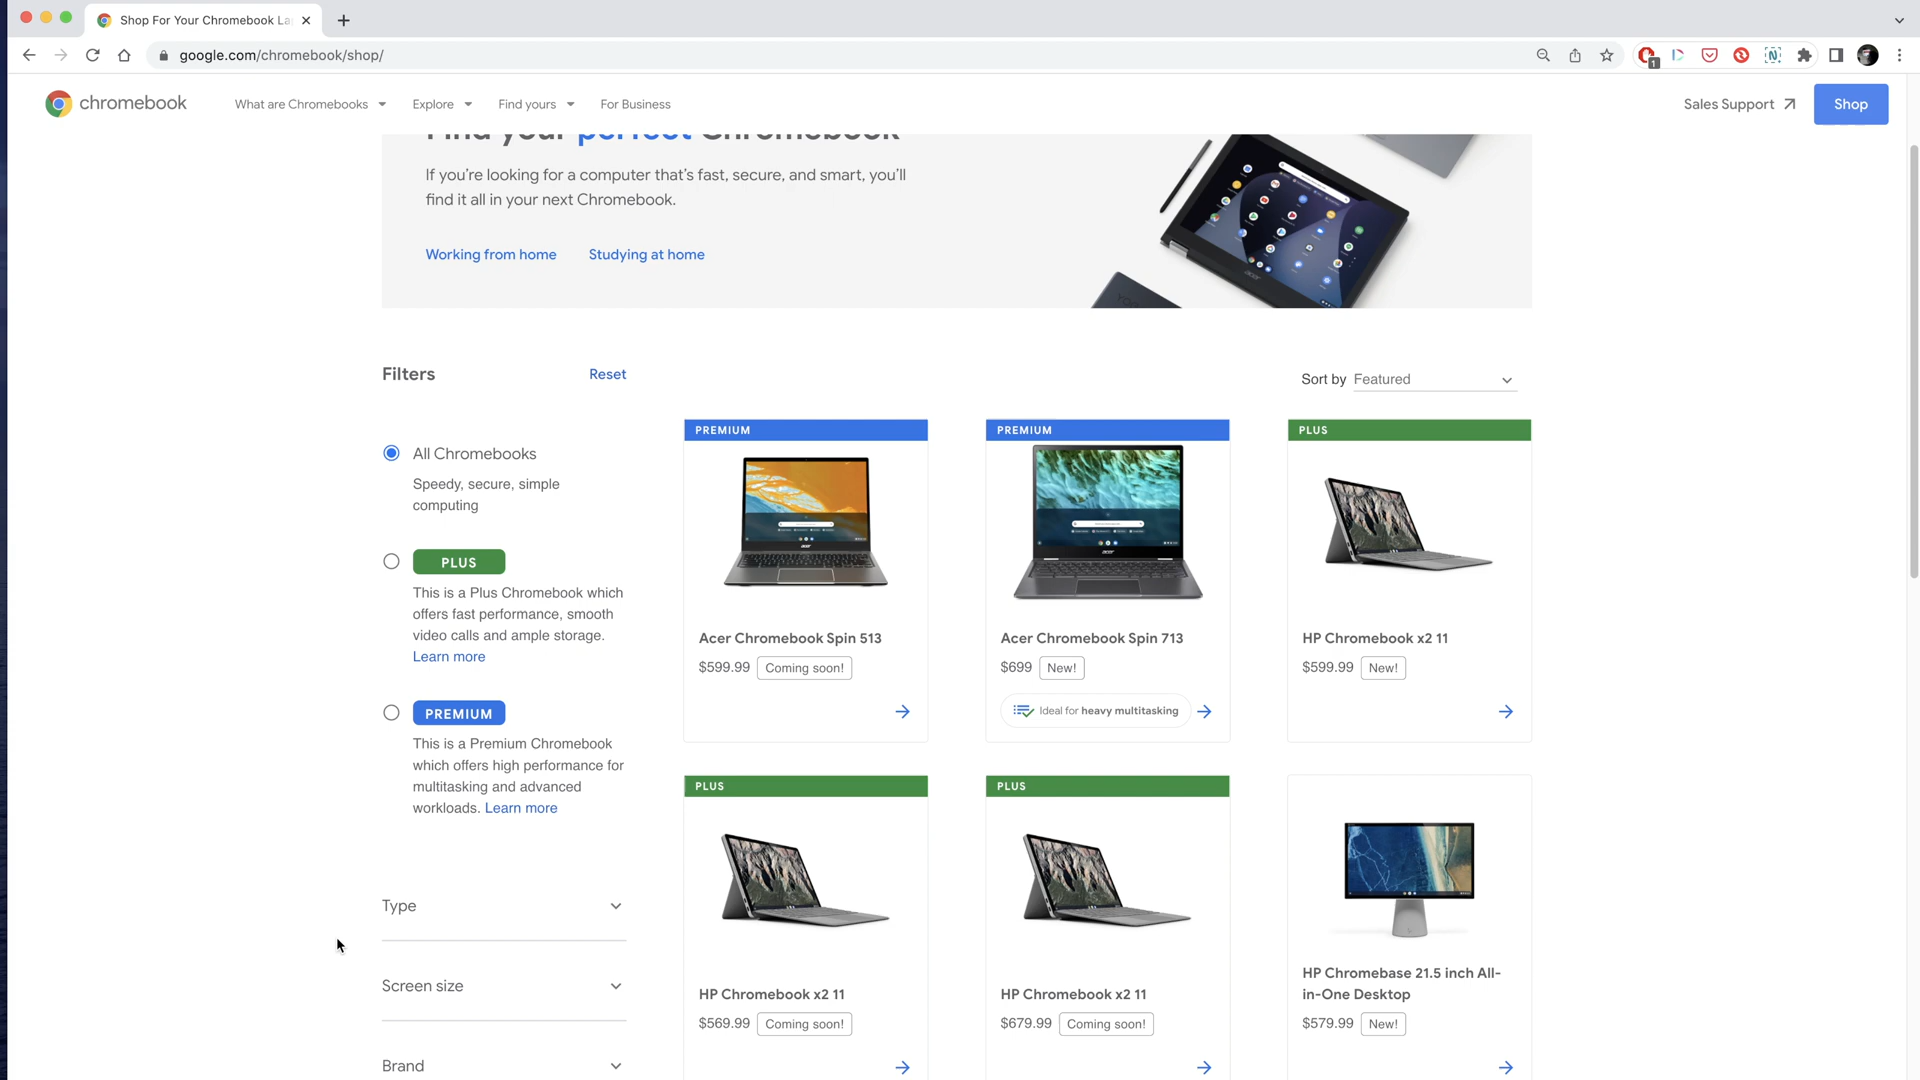 Shop For Your Chromebook La
google.com/chromebook/shop/
1
chromebook
What are Chromebooks
Explore
Find yours
For Business
Sales Support
Shop
Find your perfect Chromebook
If you’re looking for a computer that’s fast, secure, and smart, you’ll
find it all in your next Chromebook.
Working from home
Studying at home
Filters
Reset
Sort by Featured
All Chromebooks
Speedy, secure, simple
computing
PLUS
This is a Plus Chromebook which
offers fast performance, smooth
video calls and ample storage.
Learn more
PREMIUM
This is a Premium Chromebook
which offers high performance for
multitasking and advanced
workloads. Learn more
Type
Screen size
Brand
PREMIUM
acer
Acer Chromebook Spin 513
$599.99 Coming soon!
PREMIUM
acer
Acer Chromebook Spin 713
$699 New!
Ideal for heavy multitasking
PLUS
HP Chromebook x2 11
$599.99 New!
PLUS
HP Chromebook x2 11
$569.99 Coming soon!
PLUS
HP Chromebook x2 11
$679.99 Coming soon!
HP Chromebase 21.5 inch All-
in-One Desktop
$579.99 New!